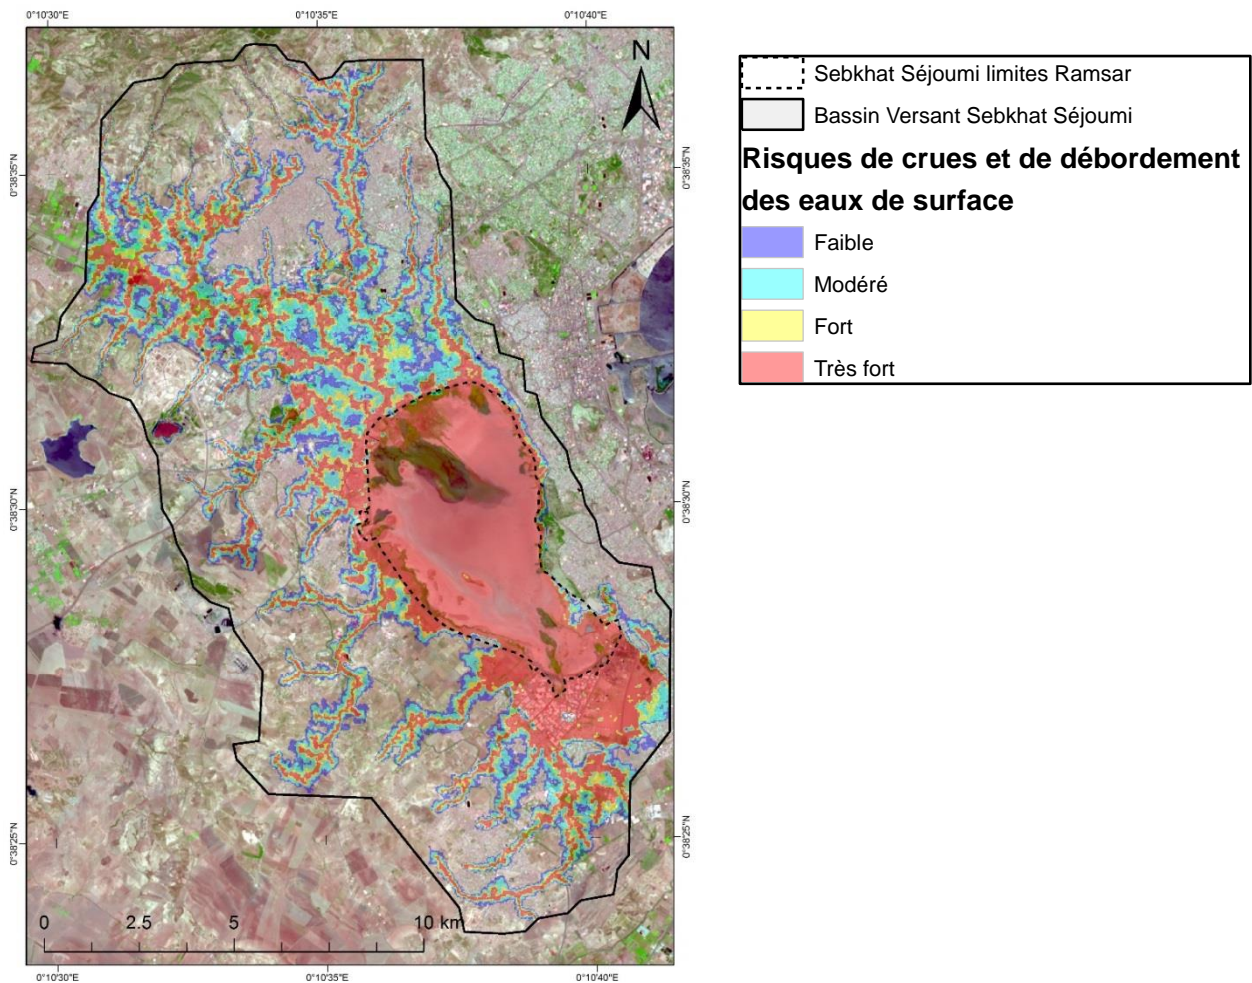 0°10'30"E
0°10'35"E
0°10'40"E
N
0°38'35"N
0°38'35"N
0°38'30"N
0°38'30"N
0°38'25"N
0°38'25"N
0
2.5
5
10 km
0°10'30"E
0°10'35"E
0°10'40"E
Sebkhat Séjoumi limites Ramsar
Bassin Versant Sebkhat Séjoumi
Risques de crues et de débordement
des eaux de surface
Faible
Modéré
Fort
Très fort